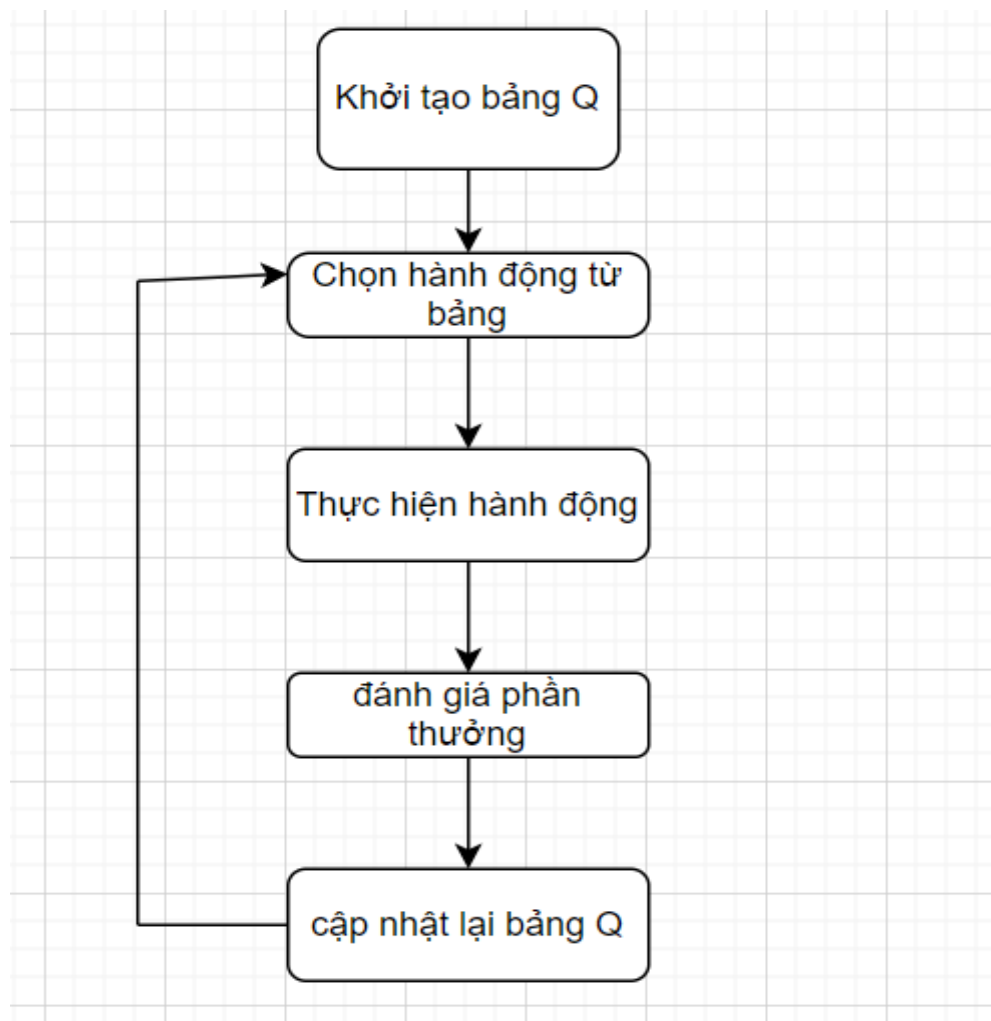 Khởi tạo bảng Q
Chọn hành động từ
bảng
Thực hiện hành động
đánh giá phần
thưởng
cập nhật lại bảng Q